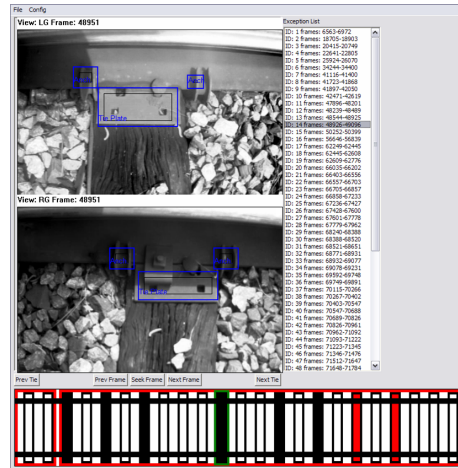 File Config
View: LG Frame: 48951
Exception List
Anch
Anch
Tie Plate
View: RG Frame: 48951
Anch
Anch
Tie Plate
ID: 1 frames: 6563-6972
ID: 2 frames: 18705-18903
ID: 3 frames: 20415-20749
ID: 4 frames: 22641-22805
ID: 5 frames: 25924-26070
ID: 6 frames: 34244-34400
ID: 7 frames: 41116-41400
ID: 8 frames: 41723-41868
ID: 9 frames: 41897-42050
ID: 10 frames: 42471-42619
ID: 11 frames: 47896-48201
ID: 12 frames: 48239-48489
ID: 13 frames: 48544-48925
ID: 14 frames: 48926-49096
ID: 15 frames: 50252-50399
ID: 16 frames: 56646-56839
ID: 17 frames: 62249-62445
ID: 18 frames: 62445-62608
ID: 19 frames: 62609-62776
ID: 20 frames: 66035-66202
ID: 21 frames: 66403-66556
ID: 22 frames: 66557-66703
ID: 23 frames: 66705-66857
ID: 24 frames: 66858-67233
ID: 25 frames: 67236-67427
ID: 26 frames: 67428-67600
ID: 27 frames: 67601-67778
ID: 28 frames: 67779-67962
ID: 29 frames: 68240-68388
ID: 30 frames: 68388-68520
ID: 31 frames: 68521-68651
ID: 32 frames: 68771-68931
ID: 33 frames: 68932-69077
ID: 34 frames: 69078-69231
ID: 35 frames: 69592-69748
ID: 36 frames: 69749-69891
ID: 37 frames: 70115-70266
ID: 38 frames: 70267-70402
ID: 39 frames: 70403-70547
ID: 40 frames: 70547-70688
ID: 41 frames: 70689-70826
ID: 42 frames: 70826-70961
ID: 43 frames: 70962-71092
ID: 44 frames: 71093-71222
ID: 45 frames: 71223-71345
ID: 46 frames: 71346-71476
ID: 47 frames: 71512-71647
ID: 48 frames: 71648-71784
Prev Tie Prev Frame Seek Frame Next Frame Next Tie